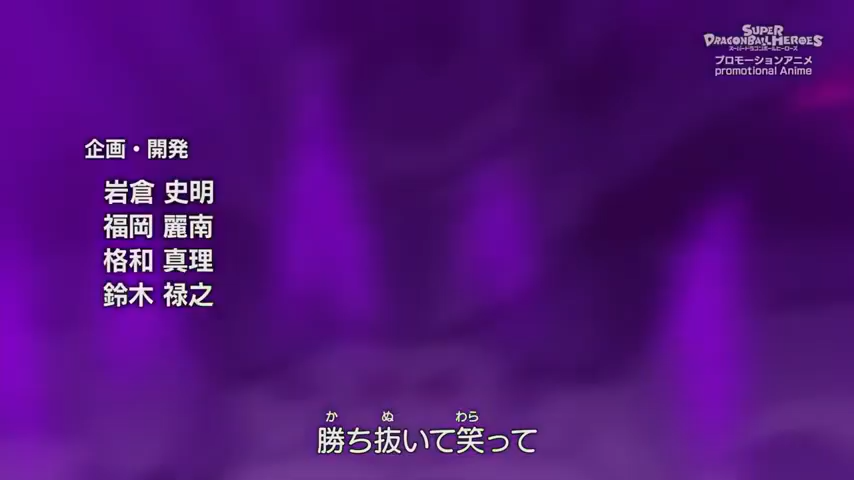 SUPER
DRAGONBALL HEROES
スーパードラゴンボールヒーローズ
プロモーションアニメ
promotional Anime
企画・開発
岩倉 史明
福岡 麗南
格和 真理
鈴木 禄之
か ぬ わら
勝ち抜いて笑って